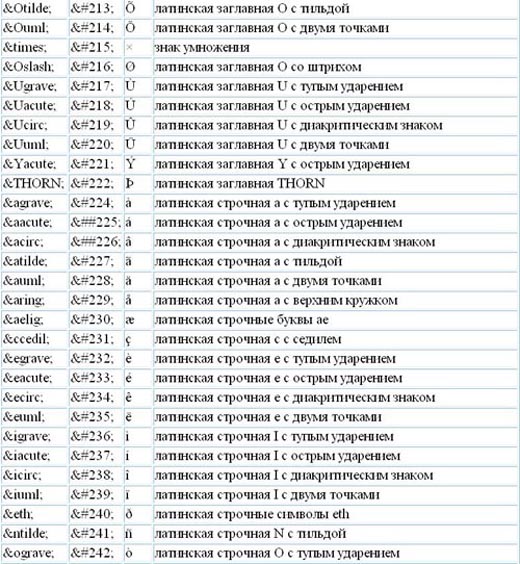 &Otilde; &#213; Õ латинская заглавная O с тильдой
&Ouml; &#214; Ö латинская заглавная O с двумя точками
&times; &#215; × знак умножения
&Oslash; &#216; Ø латинская заглавная O со штрихом
&Ugrave; &#217; Ù латинская заглавная U с тупым ударением
&Uacute; &#218; Ú латинская заглавная U с острым ударением
&Ucirc; &#219; Û латинская заглавная U с диакритическим знаком
&Uuml; &#220; Ü латинская заглавная U с двумя точками
&Yacute; &#221; Ý латинская заглавная Y с острым ударением
&THORN; &#222; Þ латинская заглавная THORN
&agrave; &#224; à латинская строчная a с тупым ударением
&aacute; &##225; á латинская строчная a с острым ударением
&acirc; &##226; â латинская строчная a с диакритическим знаком
&atilde; &#227; ã латинская строчная a с тильдой
&auml; &#228; ä латинская строчная a с двумя точками
&aring; &#229; å латинская строчная a с верхним кружком
&aelig; &#230; æ латинская строчные буквы ae
&ccedil; &#231; ç латинская строчная c с седилем
&egrave; &#232; è латинская строчная e с тупым ударением
&eacute; &#233; é латинская строчная e с острым ударением
&ecirc; &#234; ê латинская строчная e с диакритическим знаком
&euml; &#235; ë латинская строчная e с двумя точками
&igrave; &#236; ì латинская строчная I с тупым ударением
&iacute; &#237; í латинская строчная I с острым ударением
&icirc; &#238; î латинская строчная I с диакритическим знаком
&iuml; &#239; ï латинская строчная I с двумя точками
&eth; &#240; ð латинская строчные символы eth
&ntilde; &#241; ñ латинская строчная N с тильдой
&ograve; &#242; ò латинская строчная O с тупым ударением